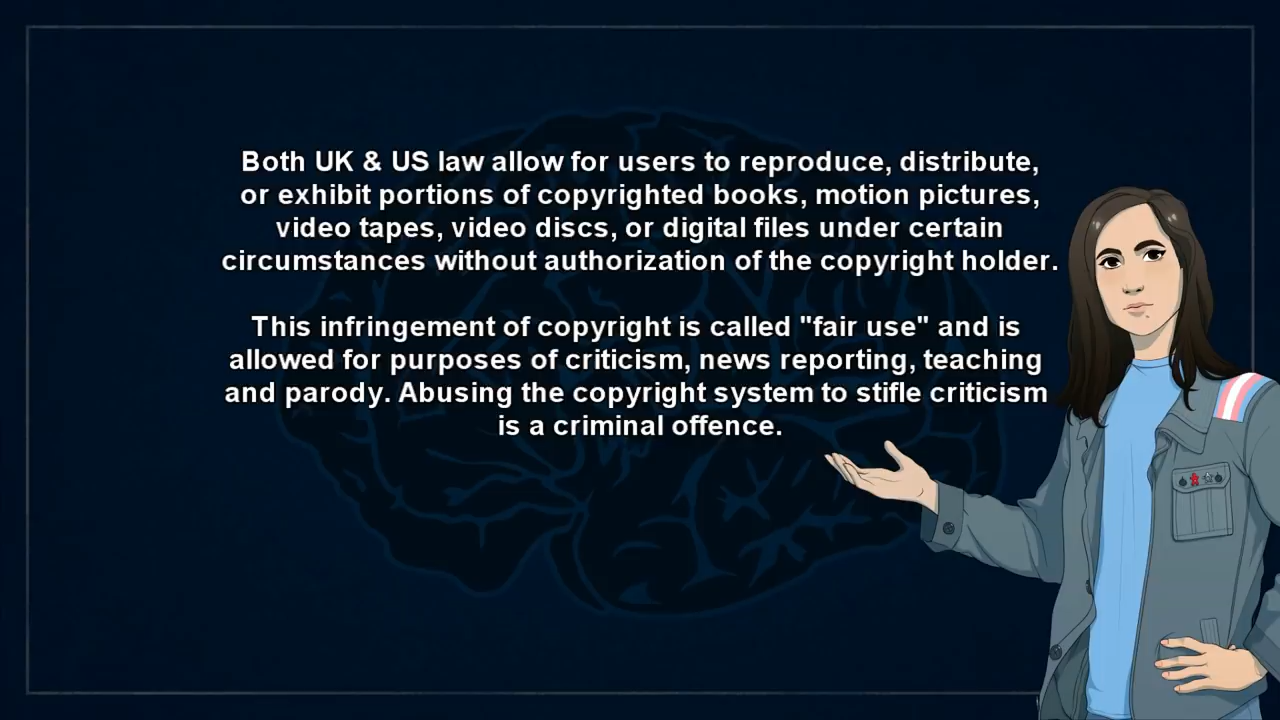 Both UK & US law allow for users to reproduce, distribute,
or exhibit portions of copyrighted books, motion pictures,
video tapes, video discs, or digital files under certain
circumstances without authorization of the copyright holder.
This infringement of copyright is called "fair use" and is
allowed for purposes of criticism, news reporting, teaching
and parody. Abusing the copyright system to stifle criticism
is a criminal offence.